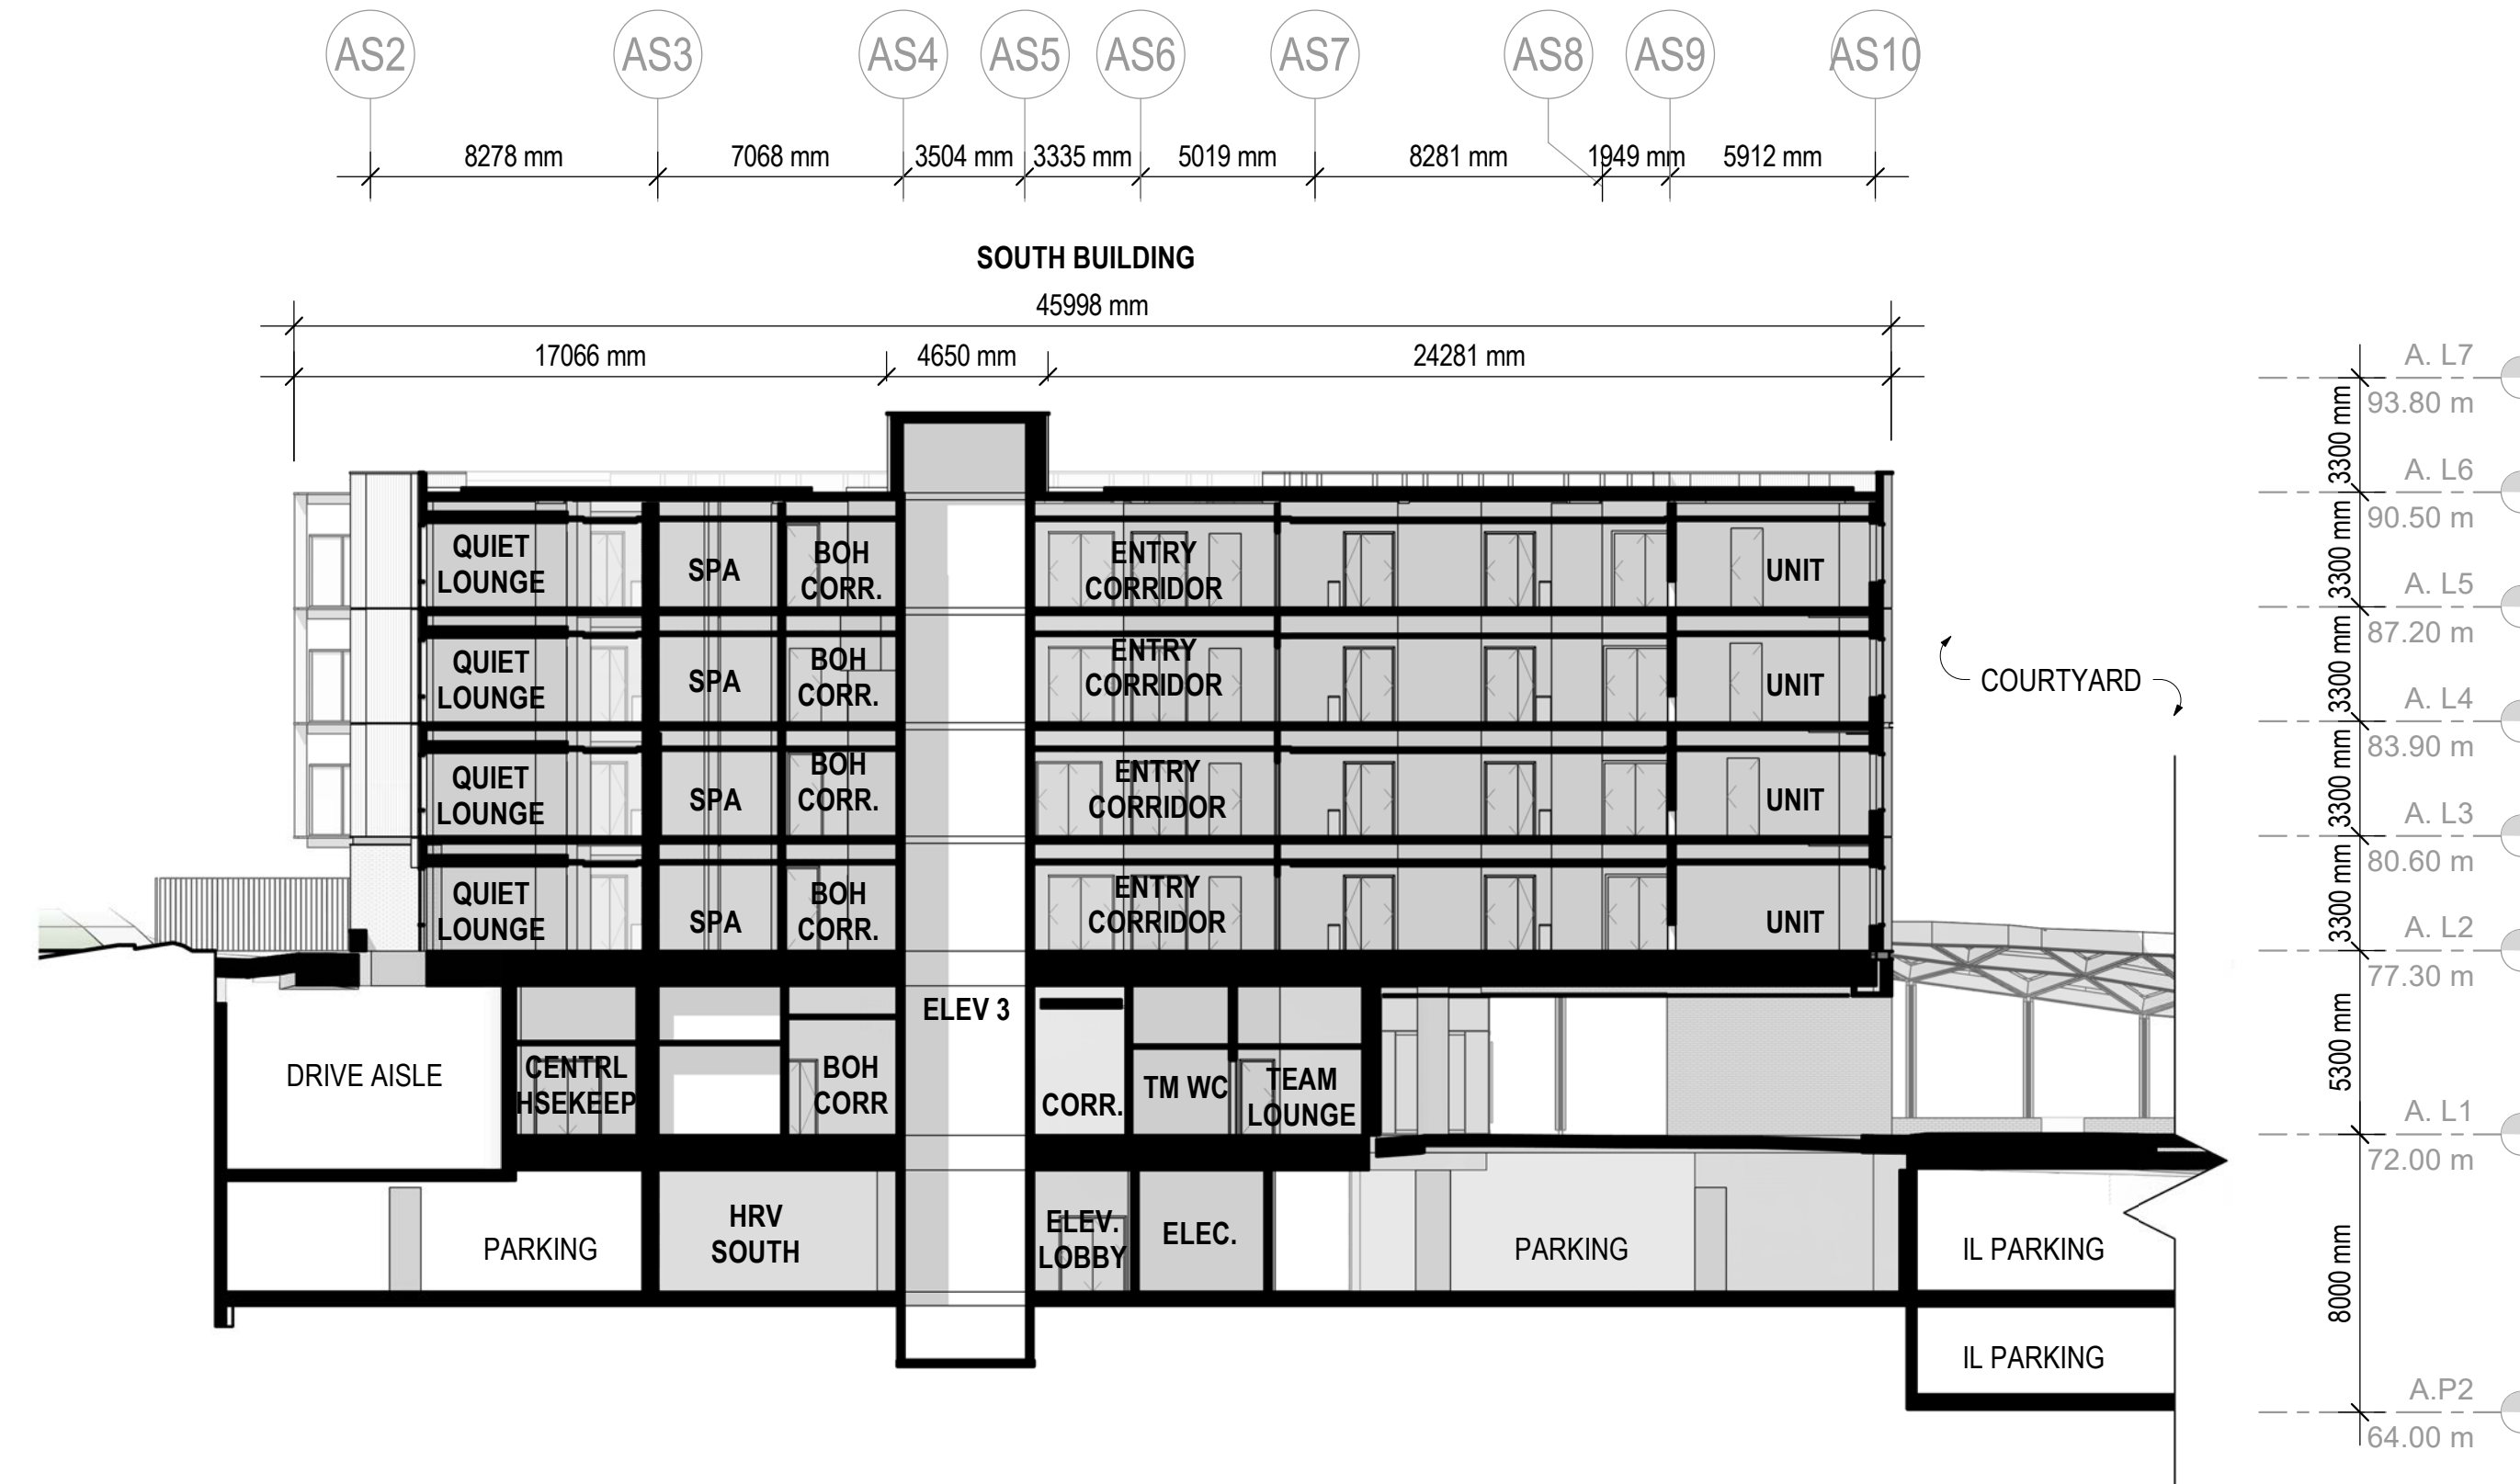 AS2 AS3 AS4 AS5 AS6 AS7 AS8 AS9 AS10
8278 mm 7068 mm 3504 mm 3335 mm 5019 mm 8281 mm 1949 mm 5912 mm
SOUTH BUILDING
45998 mm
17066 mm 4650 mm 24281 mm
A. L7
93.80 m
3300 mm
A. L6
90.50 m
3300 mm
A. L5
87.20 m
3300 mm
A. L4
83.90 m
3300 mm
A. L3
80.60 m
3300 mm
A. L2
77.30 m
5300 mm
A. L1
72.00 m
8000 mm
A.P2
64.00 m
QUIET
LOUNGE
SPA
BOH
CORR.
ENTRY
CORRIDOR
UNIT
QUIET
LOUNGE
SPA
BOH
CORR.
ENTRY
CORRIDOR
UNIT
COURTYARD
QUIET
LOUNGE
SPA
BOH
CORR.
ENTRY
CORRIDOR
UNIT
QUIET
LOUNGE
SPA
BOH
CORR.
ENTRY
CORRIDOR
UNIT
ELEV 3
DRIVE AISLE
CENTRL
HSEKEEP
BOH
CORR
CORR.
TM WC
TEAM
LOUNGE
PARKING
HRV
SOUTH
ELEV.
LOBBY
ELEC.
PARKING
IL PARKING
IL PARKING